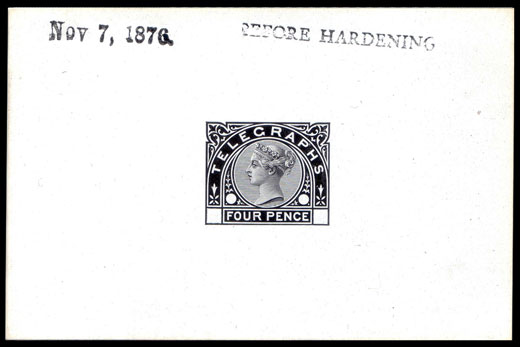 Nov 7, 1876.
BEFORE HARDENING
TELEGRAPHS
FOUR PENCE